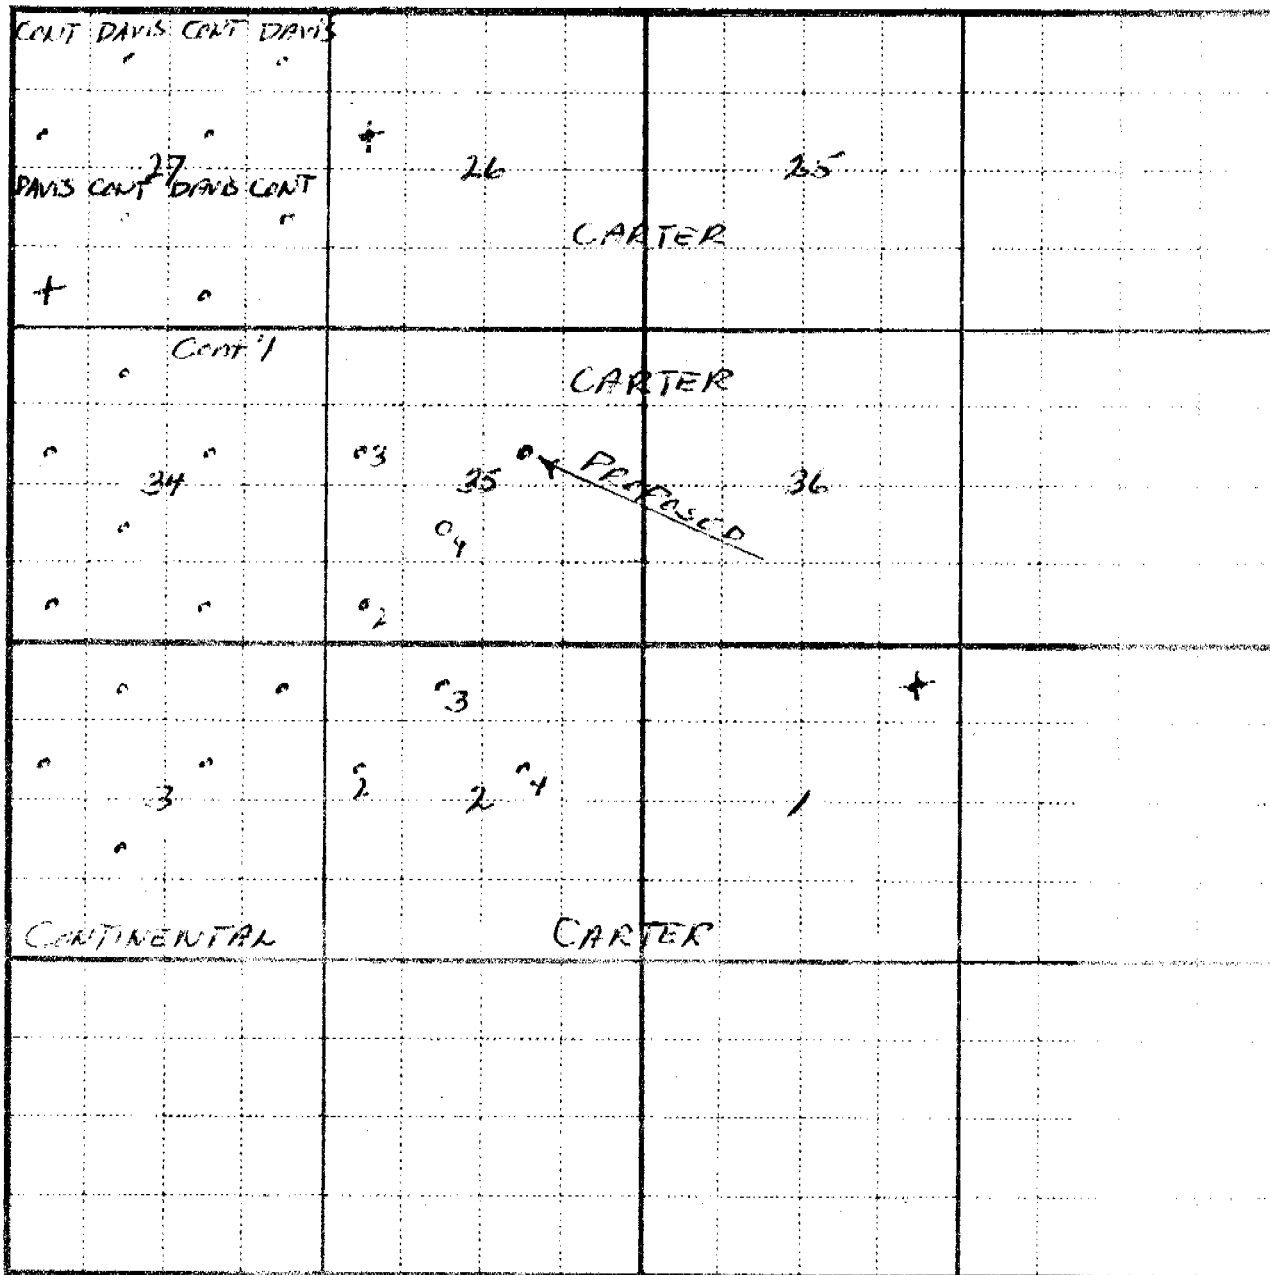 CONT DAVIS CONT DAVIS
27 26 25
DAVIS CONT DAVIS CONT
CARTER
Cont'l
CARTER
3 PROPOSED
34 35 36
4
2
3
3 2 2 4 1
CONTINENTAL CARTER